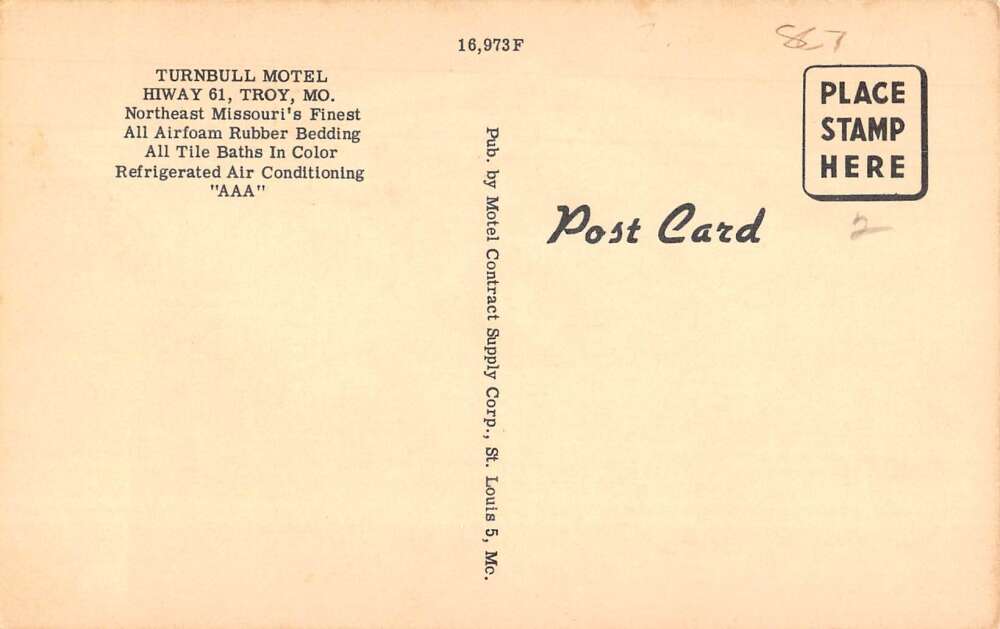 16,973F
TURNBULL MOTEL
HIWAY 61, TROY, MO.
Northeast Missouri's Finest
All Airfoam Rubber Bedding
All Tile Baths In Color
Refrigerated Air Conditioning
"AAA"
Pub. by Motel Contract Supply Corp., St. Louis 5, Mo.
PLACE
STAMP
HERE
2
Post Card